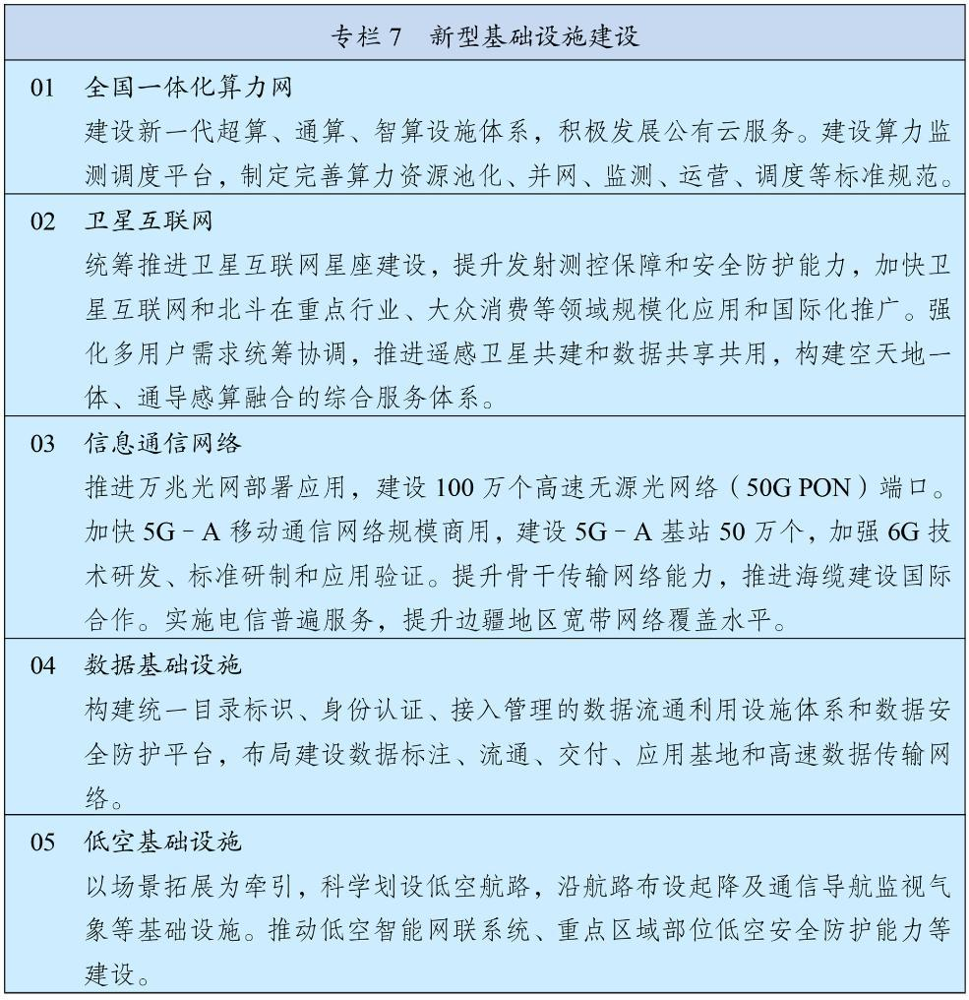 专栏 7 新型基础设施建设
01 全国一体化算力网
建设新一代超算、通算、智算设施体系，积极发展公有云服务。建设算力监
测调度平台，制定完善算力资源池化、并网、监测、运营、调度等标准规范。
02 卫星互联网
统筹推进卫星互联网星座建设，提升发射测控保障和安全防护能力，加快卫
星互联网和北斗在重点行业、大众消费等领域规模化应用和国际化推广。强
化多用户需求统筹协调，推进遥感卫星共建和数据共享共用，构建空天地一
体、通导感算融合的综合服务体系。
03 信息通信网络
推进万兆光网部署应用，建设 100 万个高速无源光网络（50G PON）端口。
加快 5G－A 移动通信网络规模商用，建设 5G－A 基站 50 万个，加强 6G 技
术研发、标准研制和应用验证。提升骨干传输网络能力，推进海缆建设国际
合作。实施电信普遍服务，提升边疆地区宽带网络覆盖水平。
04 数据基础设施
构建统一目录标识、身份认证、接入管理的数据流通利用设施体系和数据安
全防护平台，布局建设数据标注、流通、交付、应用基地和高速数据传输网
络。
05 低空基础设施
以场景拓展为牵引，科学划设低空航路，沿航路布设起降及通信导航监视气
象等基础设施。推动低空智能网联系统、重点区域部位低空安全防护能力等
建设。